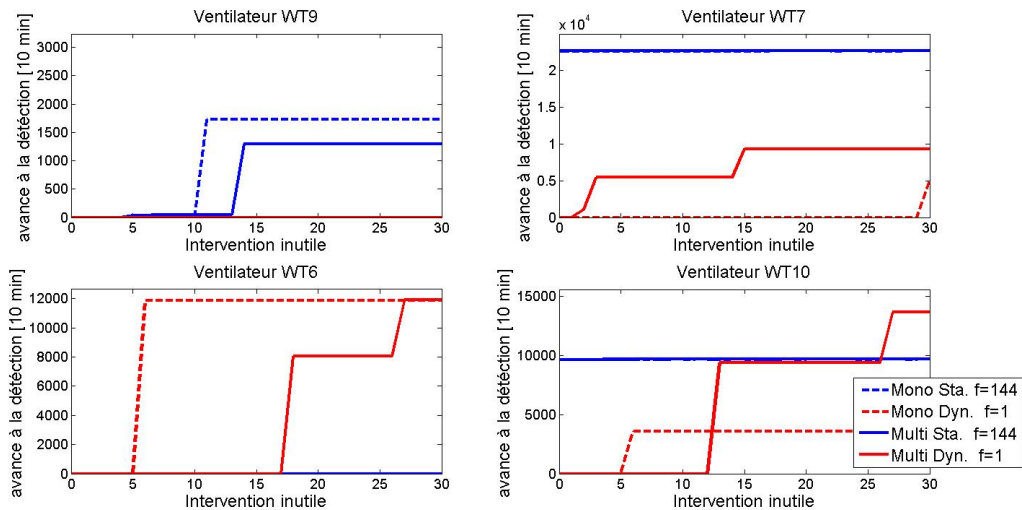 Ventilateur WT9
avance à la détéction [10 min]
3000
2500
2000
1500
1000
500
0
0 5 10 15 20 25 30
Intervention inutile
Ventilateur WT7
x 10^4
avance à la détéction [10 min]
2
1.5
1
0.5
0
0 5 10 15 20 25 30
Intervention inutile
Ventilateur WT6
avance à la détéction [10 min]
12000
10000
8000
6000
4000
2000
0
0 5 10 15 20 25 30
Intervention inutile
Ventilateur WT10
avance à la détéction [10 min]
15000
10000
5000
0
0 5 10 15 20 25 30
Intervention inutile
Mono Sta. f=144
Mono Dyn. f=1
Multi Sta. f=144
Multi Dyn. f=1